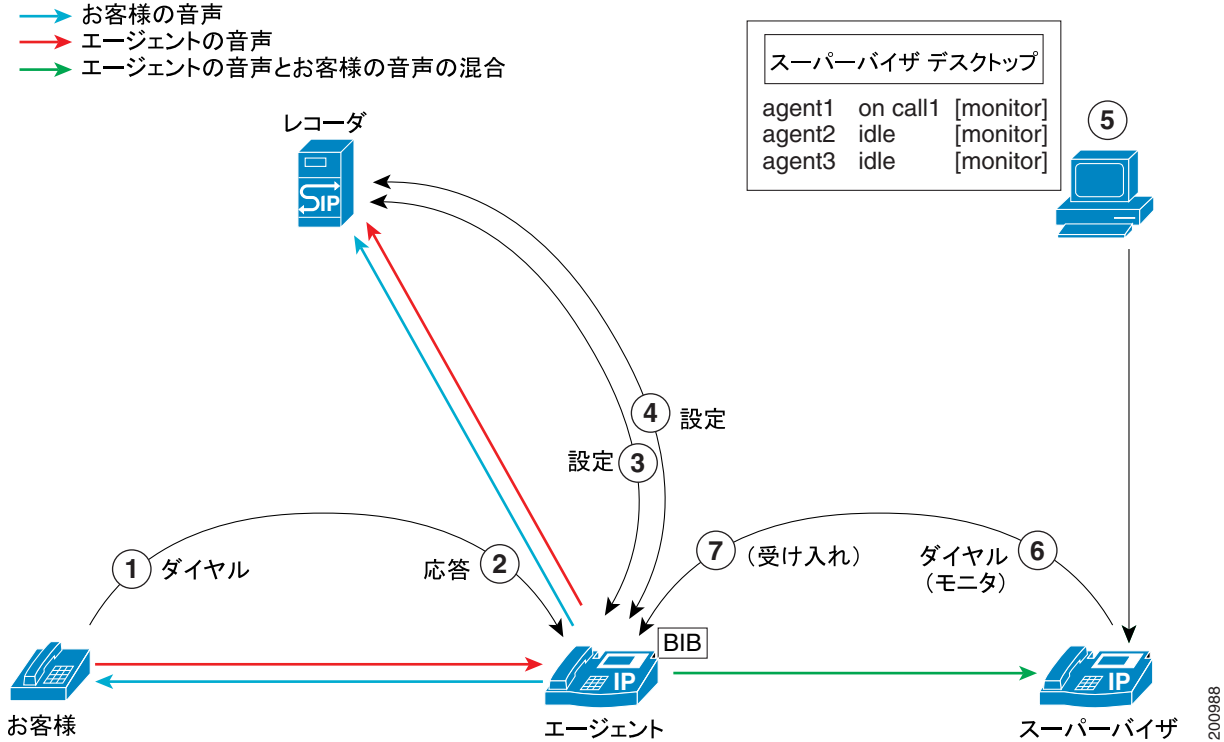 お客様の音声
エージェントの音声
エージェントの音声とお客様の音声の混合
スーパーバイザ デスクトップ
agent1 on call1 [monitor]
agent2 idle [monitor]
agent3 idle [monitor]
5
レコーダ
SIP
4 設定
設定 3
1 ダイヤル
応答 2
7 (受け入れ)
ダイヤル 6
(モニタ)
BIB
IP
IP
お客様
エージェント
スーパーバイザ
200988